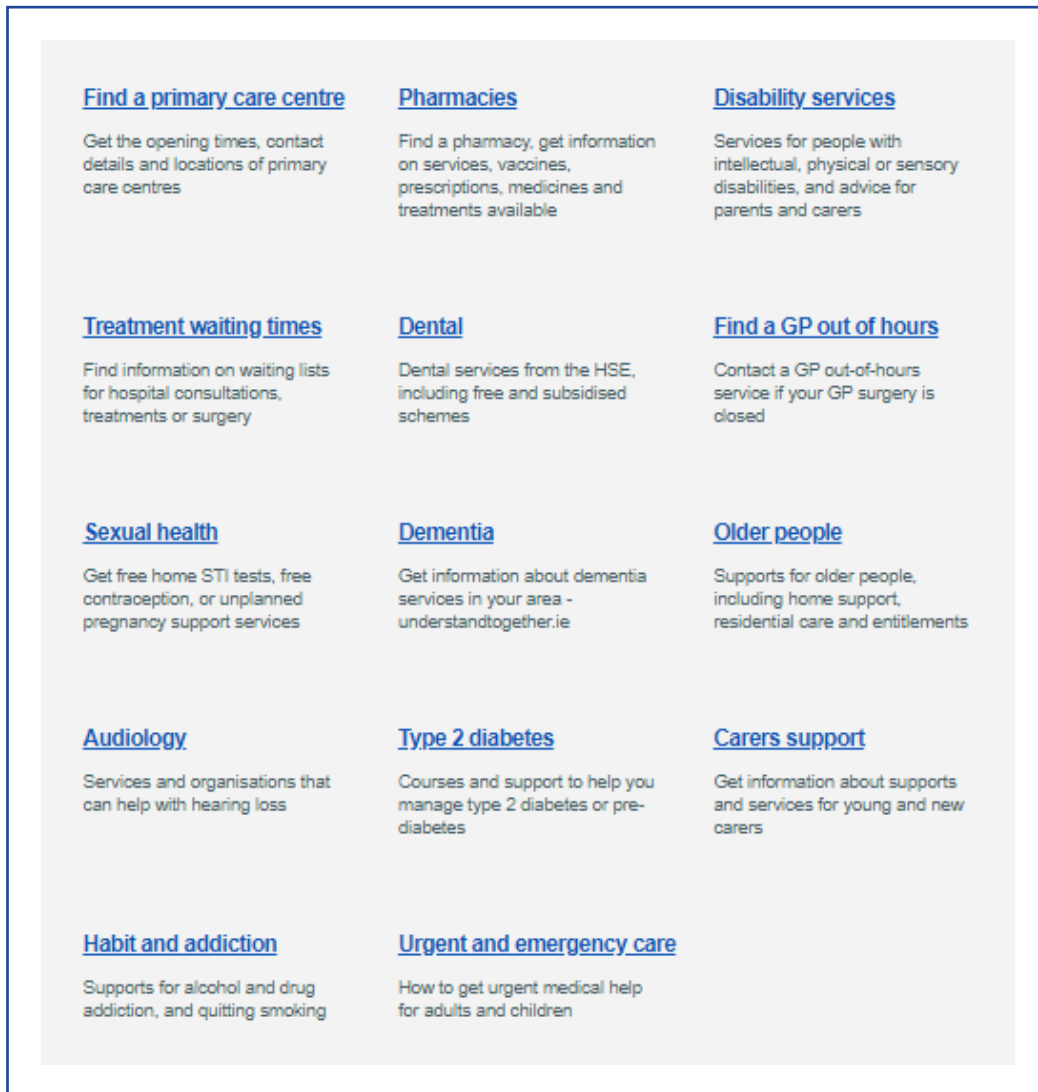 Find a primary care centre
Get the opening times, contact
details and locations of primary
care centres
Pharmacies
Find a pharmacy, get information
on services, vaccines,
prescriptions, medicines and
treatments available
Disability services
Services for people with
intellectual, physical or sensory
disabilities, and advice for
parents and carers
Treatment waiting times
Find information on waiting lists
for hospital consultations,
treatments or surgery
Dental
Dental services from the HSE,
including free and subsidised
schemes
Find a GP out of hours
Contact a GP out-of-hours
service if your GP surgery is
closed
Sexual health
Get free home STI tests, free
contraception, or unplanned
pregnancy support services
Dementia
Get information about dementia
services in your area -
understandtogether.ie
Older people
Supports for older people,
including home support,
residential care and entitlements
Audiology
Services and organisations that
can help with hearing loss
Type 2 diabetes
Courses and support to help you
manage type 2 diabetes or pre-
diabetes
Carers support
Get information about supports
and services for young and new
carers
Habit and addiction
Supports for alcohol and drug
addiction, and quitting smoking
Urgent and emergency care
How to get urgent medical help
for adults and children